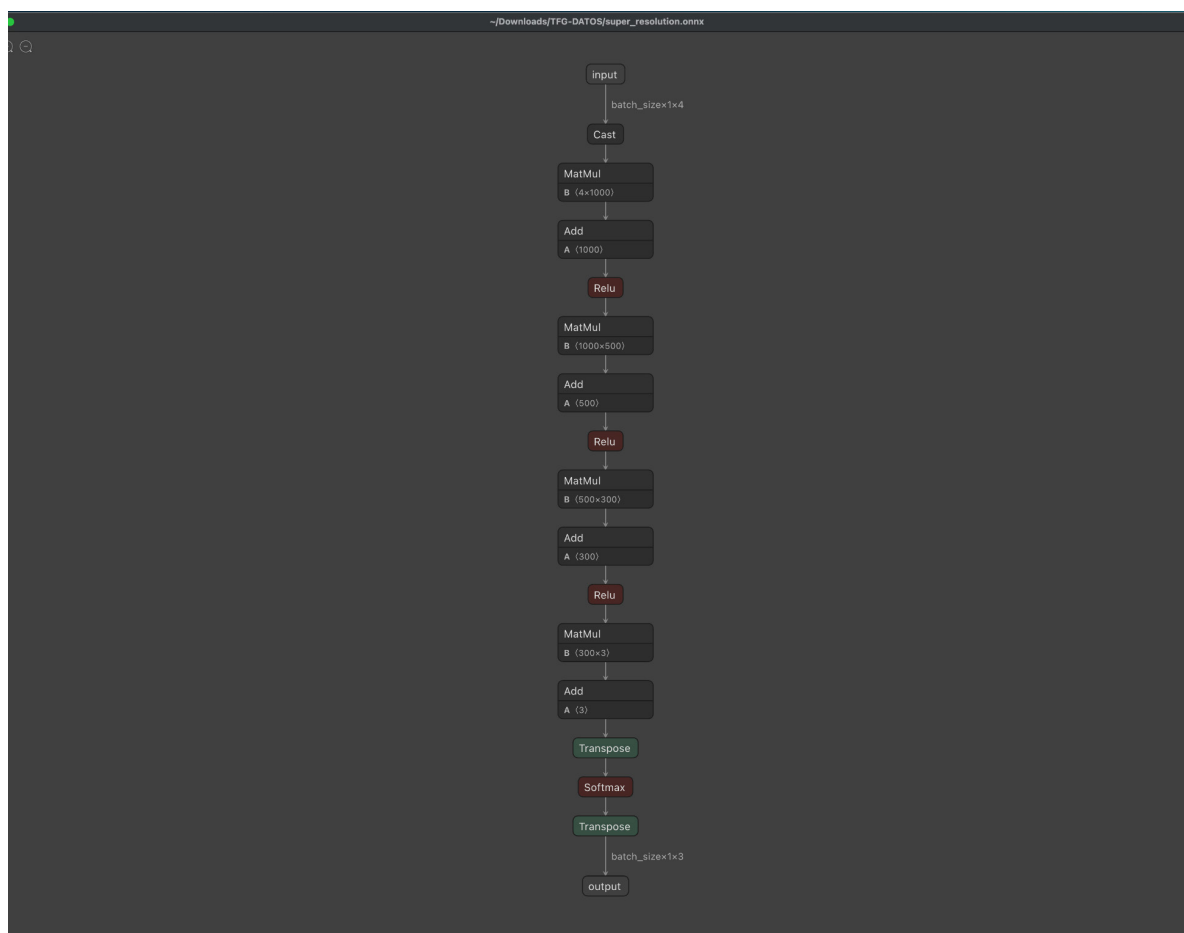 ~/Downloads/TFG-DATOS/super_resolution.onnx
input
batch_size×1×4
Cast
MatMul
B ⟨4×1000⟩
Add
A ⟨1000⟩
Relu
MatMul
B ⟨1000×500⟩
Add
A ⟨500⟩
Relu
MatMul
B ⟨500×300⟩
Add
A ⟨300⟩
Relu
MatMul
B ⟨300×3⟩
Add
A ⟨3⟩
Transpose
Softmax
Transpose
batch_size×1×3
output